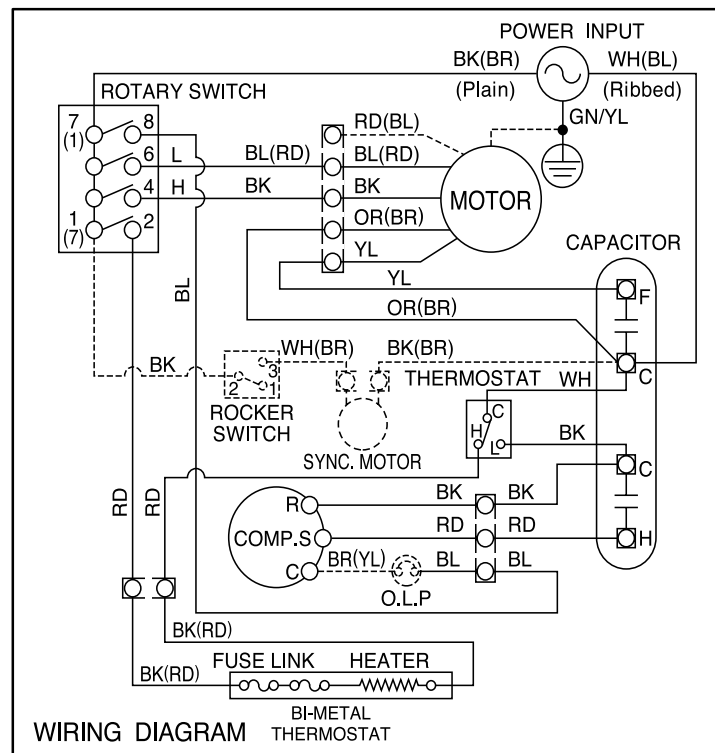 POWER INPUT
BK(BR) WH(BL)
(Plain) (Ribbed)
GN/YL
ROTARY SWITCH
7 8
(1)
6 L
4 H
1 2
(7)
RD(BL)
BL(RD) BL(RD)
BK BK
OR(BR)
YL
MOTOR
CAPACITOR
YL F
OR(BR)
BL
BK
WH(BR) BK(BR) C
3
2 1
ROCKER
SWITCH
SYNC. MOTOR
THERMOSTAT WH
C
H L
BK C
RD RD
R BK BK
COMP.S RD RD H
C BR(YL) BL BL
O.L.P
BK(RD)
BK(RD)
FUSE LINK HEATER
BI-METAL
THERMOSTAT
WIRING DIAGRAM